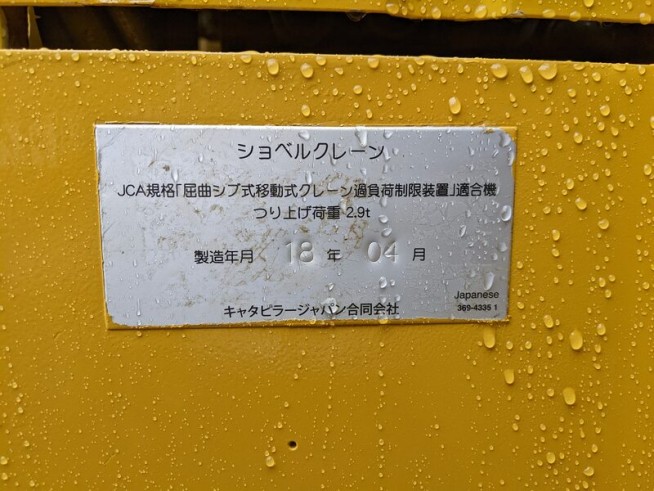 ショベルクレーン
JCA規格「屈曲ジブ式移動式クレーン過負荷制限装置」適合機
つり上げ荷重 2.9t
製造年月 18 年 04 月
キャタピラージャパン合同会社
Japanese
369-4335 1